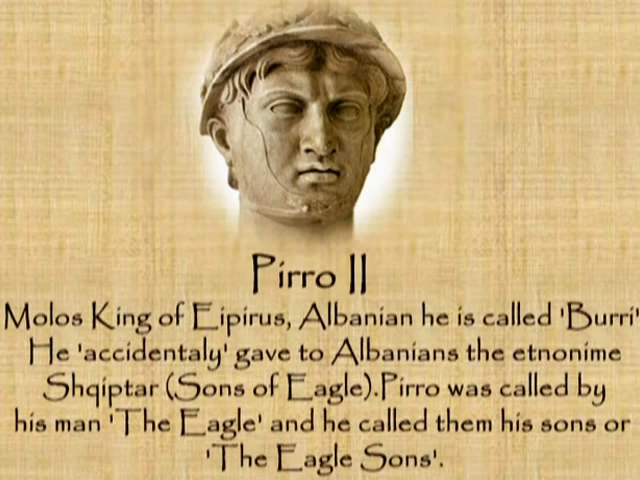 Pirro II
Molos King of Eipirus, Albanian he is called 'Burri'
He 'accidentaly' gave to Albanians the etnonime
Shqiptar (Sons of Eagle).Pirro was called by
his man 'The Eagle' and he called them his sons or
'The Eagle Sons'.